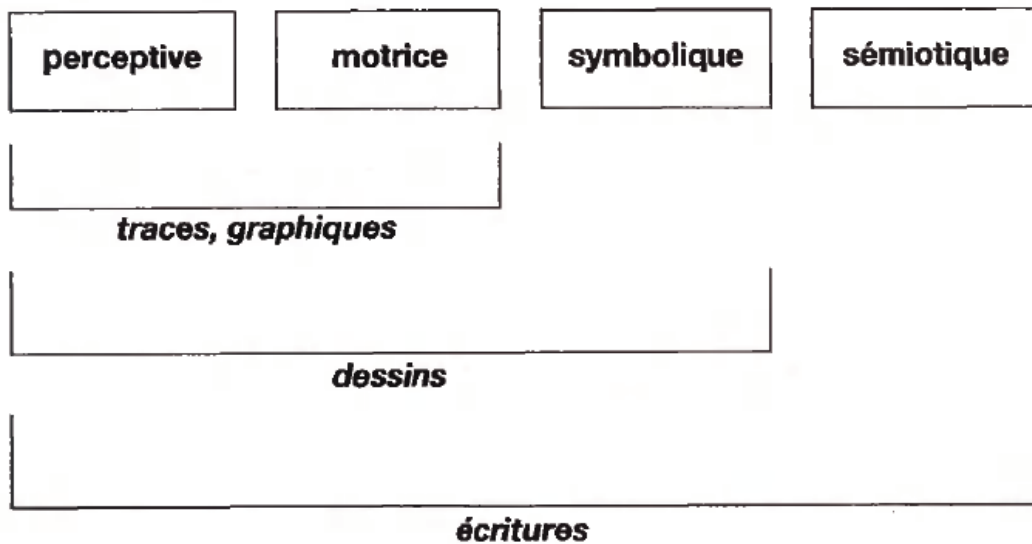 perceptive motrice symbolique sémiotique
traces, graphiques
dessins
écritures